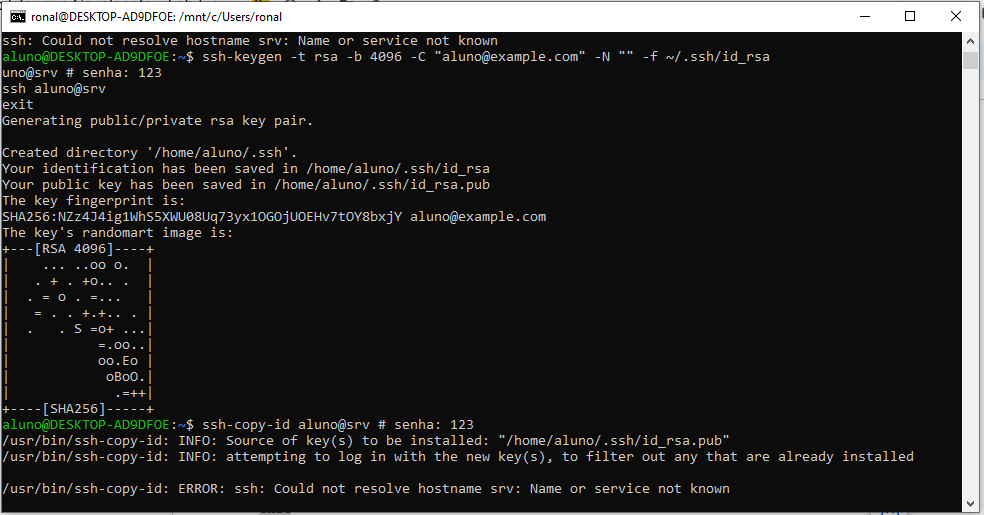 ronal@DESKTOP-AD9DFOE: /mnt/c/Users/ronal
ssh: Could not resolve hostname srv: Name or service not known
aluno@DESKTOP-AD9DFOE:~$ ssh-keygen -t rsa -b 4096 -C "aluno@example.com" -N "" -f ~/.ssh/id_rsa
uno@srv # senha: 123
ssh aluno@srv
exit
Generating public/private rsa key pair.
Created directory '/home/aluno/.ssh'.
Your identification has been saved in /home/aluno/.ssh/id_rsa
Your public key has been saved in /home/aluno/.ssh/id_rsa.pub
The key fingerprint is:
SHA256:NZz4J4ig1WhS5XWU08Uq73yx1OGOjUOEHv7tOY8bxjY aluno@example.com
The key's randomart image is:
+---[RSA 4096]----+
|    ... ..oo o.  |
|   . + . +o.. .  |
|  . = o . =...   |
|   = . . +.+.. . |
|  .   . S =o+ ...|
|          =.oo..|
|          oo.Eo |
|           oBoO.|
|            .=++|
+----[SHA256]-----+
aluno@DESKTOP-AD9DFOE:~$ ssh-copy-id aluno@srv # senha: 123
/usr/bin/ssh-copy-id: INFO: Source of key(s) to be installed: "/home/aluno/.ssh/id_rsa.pub"
/usr/bin/ssh-copy-id: INFO: attempting to log in with the new key(s), to filter out any that are already installed
/usr/bin/ssh-copy-id: ERROR: ssh: Could not resolve hostname srv: Name or service not known